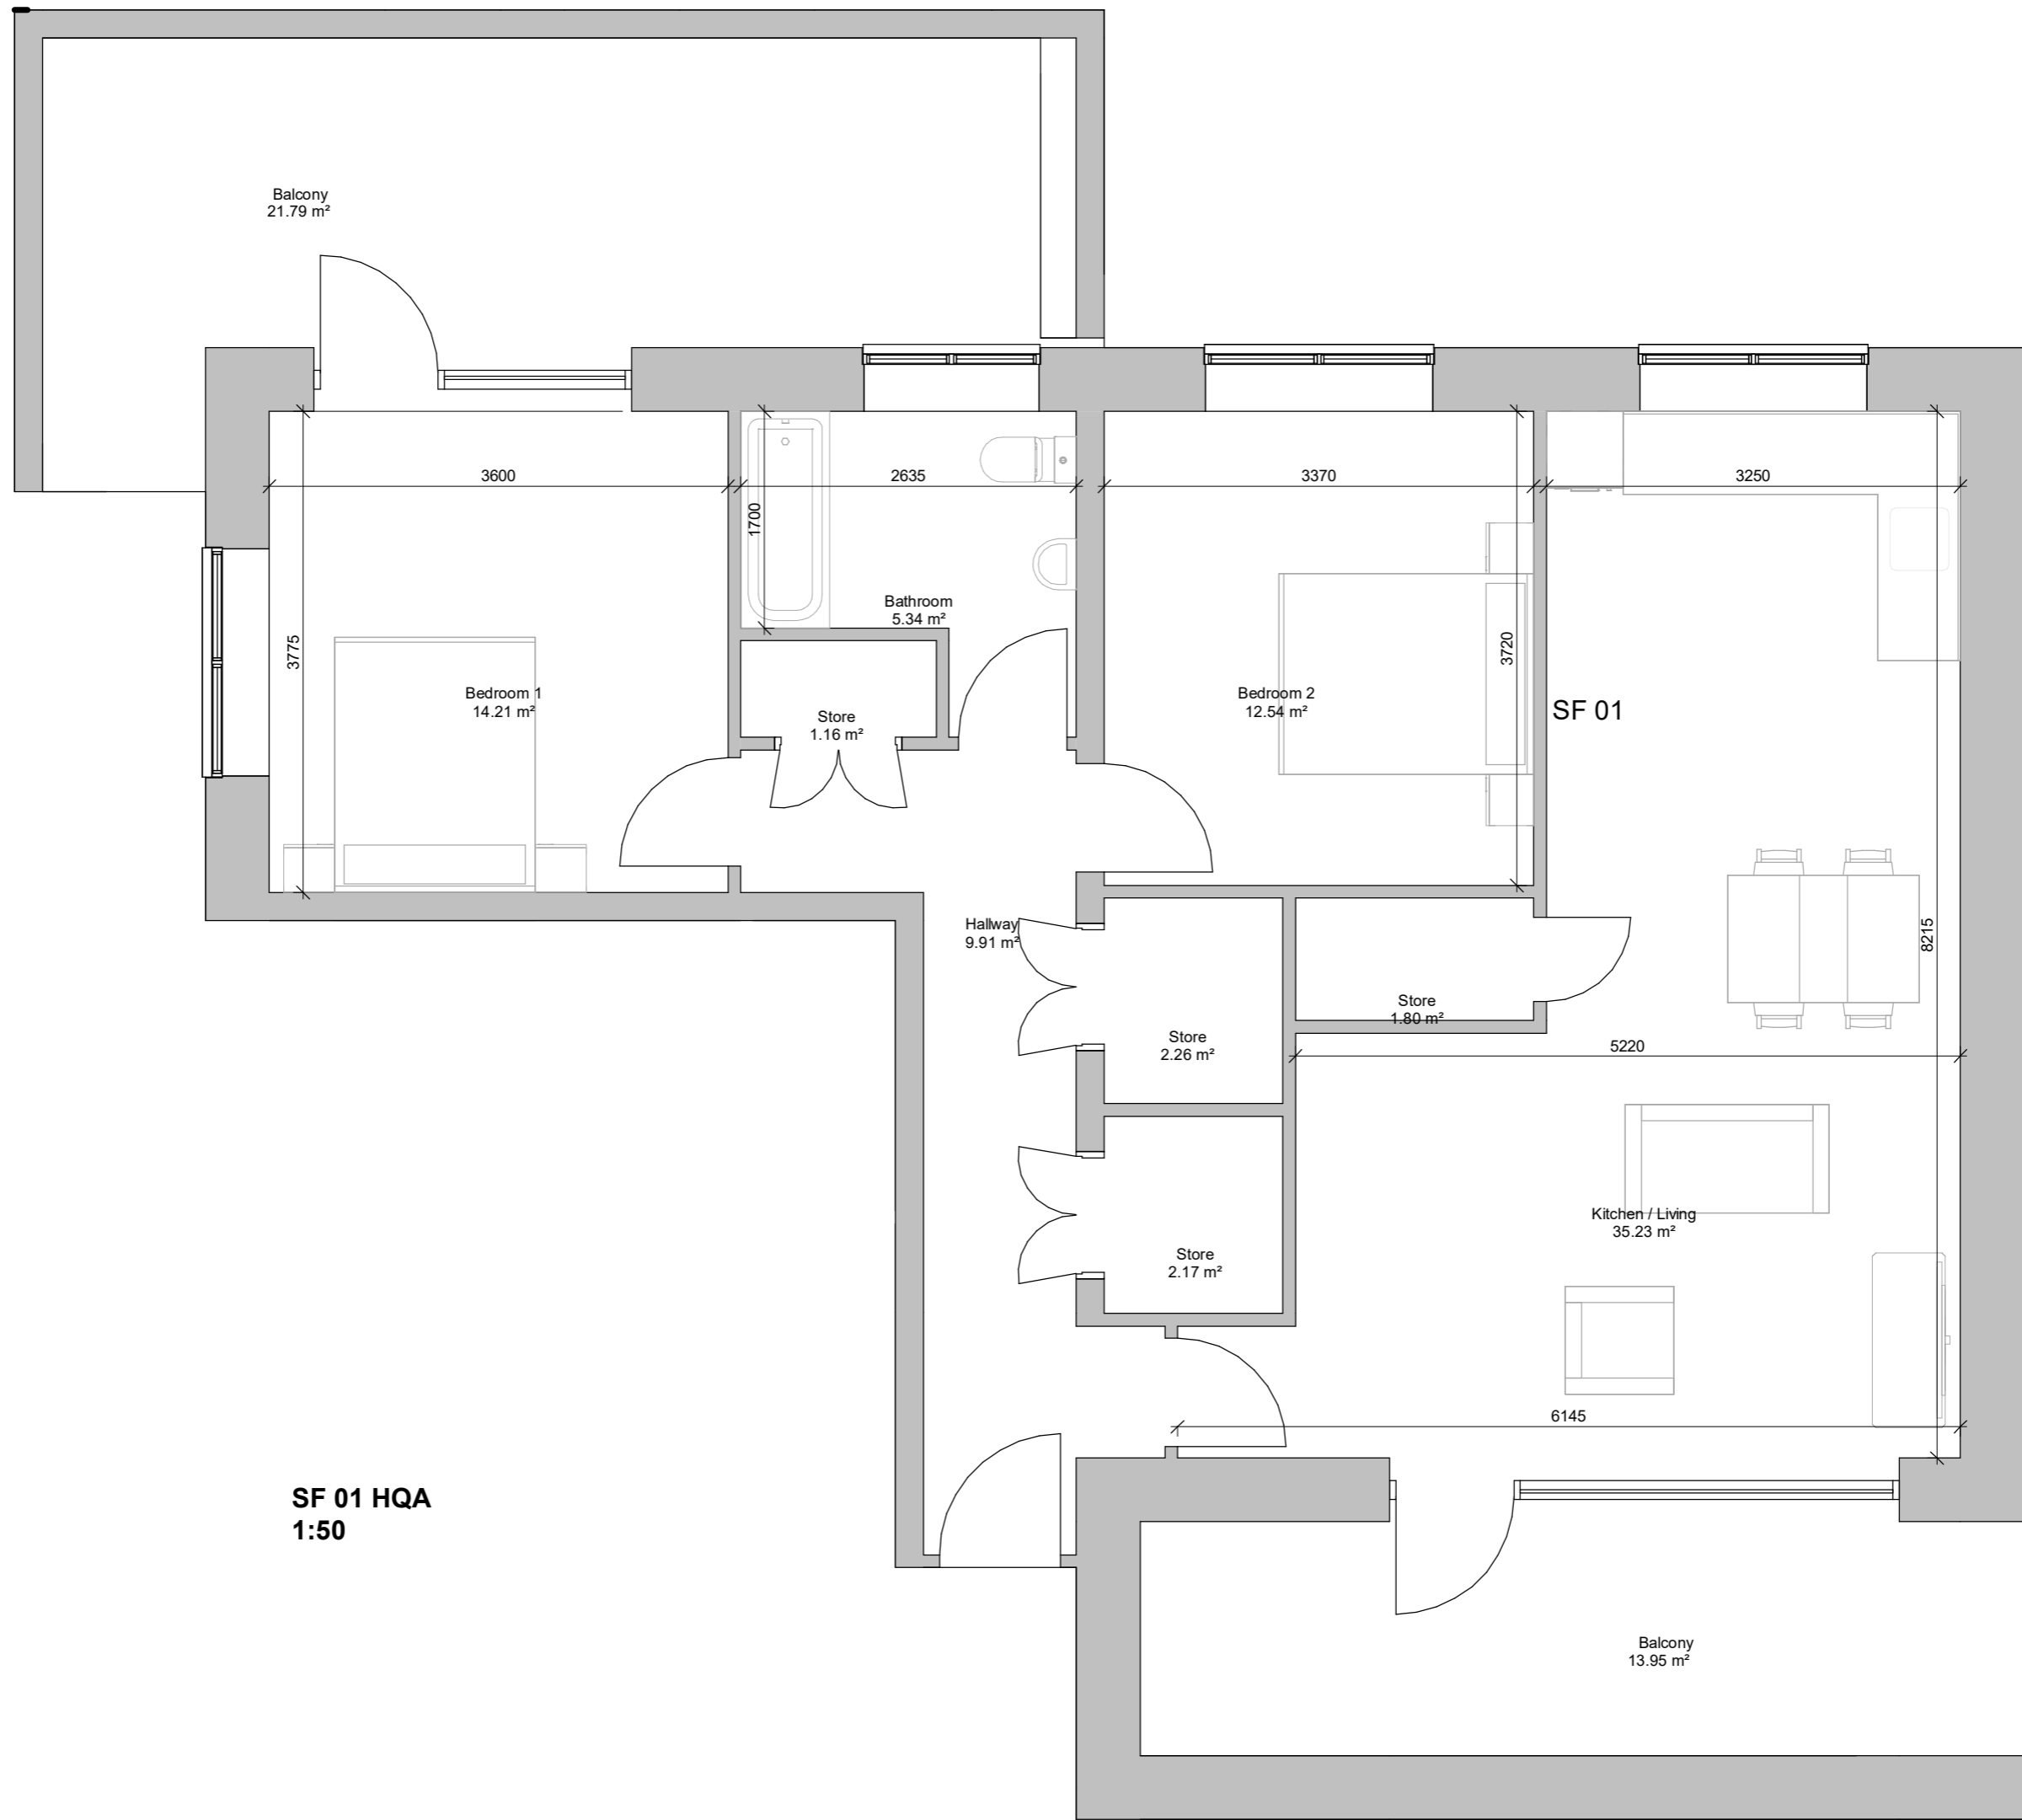 Balcony
21.79 m²
3600
2635
3370
3250
1700
Bathroom
5.34 m²
3775
3720
Bedroom 1
14.21 m²
Bedroom 2
12.54 m²
SF 01
Store
1.16 m²
Hallway
9.91 m²
8215
Store
1.80 m²
Store
2.26 m²
5220
Kitchen / Living
35.23 m²
Store
2.17 m²
6145
SF 01 HQA
1:50
Balcony
13.95 m²